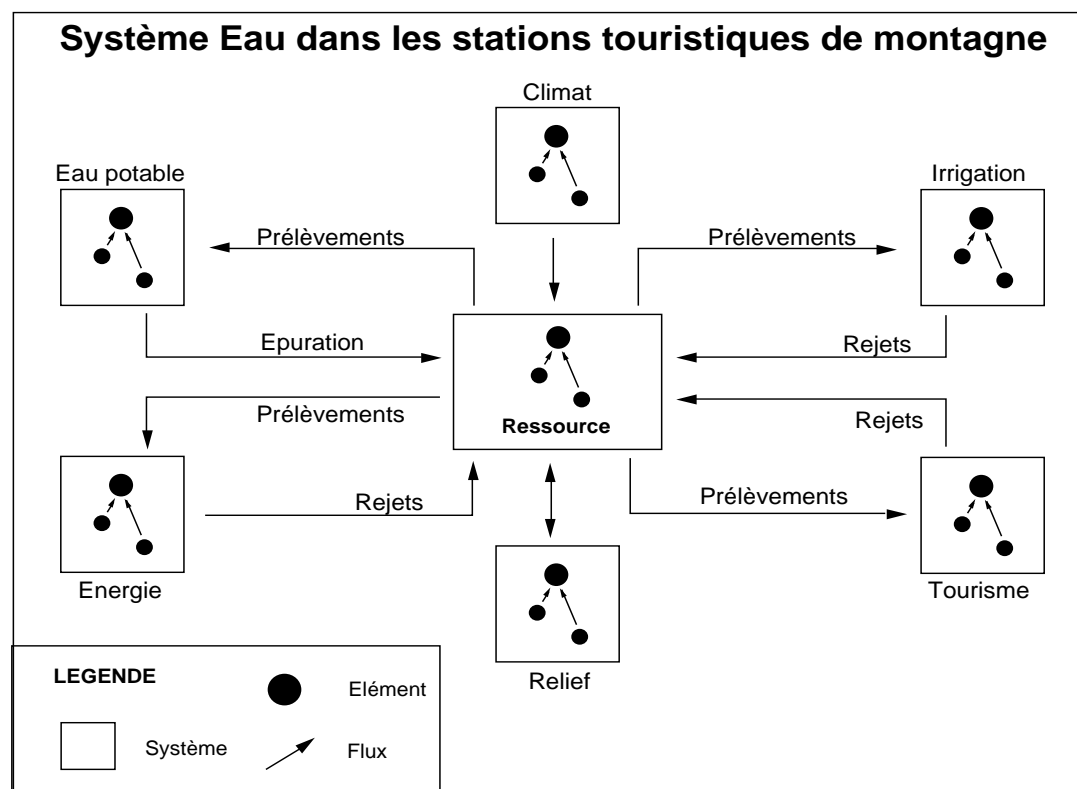 Système Eau dans les stations touristiques de montagne
Climat
Eau potable
Irrigation
Prélèvements
Prélèvements
Epuration
Rejets
Prélèvements
Ressource
Rejets
Rejets
Prélèvements
Energie
Tourisme
Relief
LEGENDE
Elément
Système
Flux